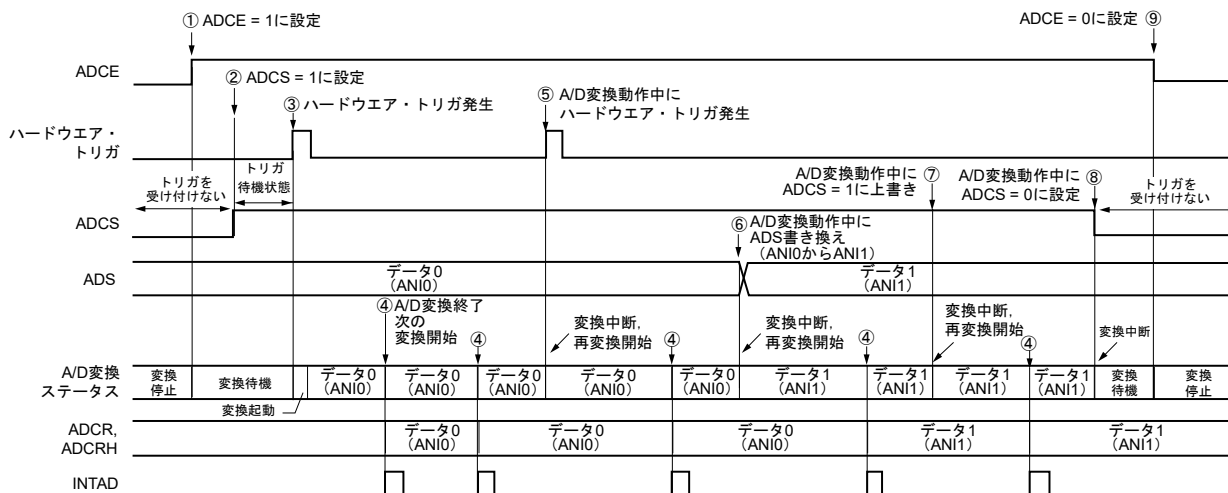 ① ADCE = 1に設定
ADCE = 0に設定 ⑨
ADCE
② ADCS = 1に設定
③ ハードウエア・トリガ発生
⑤ A/D変換動作中に
ハードウエア・トリガ発生
ハードウエア・
トリガ
トリガを
受け付けない
トリガ
待機状態
A/D変換動作中に ⑦
ADCS = 1に上書き
A/D変換動作中に
ADCS = 0に設定 ⑧
トリガを
受け付けない
ADCS
⑥ A/D変換動作中に
ADS書き換え
（ANI0からANI1）
ADS
データ0
（ANI0）
データ1
（ANI1）
④ A/D変換終了
次の
変換開始
④
変換中断,
再変換開始
④
変換中断,
再変換開始
④
変換中断,
再変換開始
④
変換中断
A/D変換
ステータス
変換
停止
変換待機
変換起動
データ0
（ANI0）
データ0
（ANI0）
データ0
（ANI0）
データ0
（ANI0）
データ0
（ANI0）
データ1
（ANI1）
データ1
（ANI1）
データ1
（ANI1）
データ1
（ANI1）
変換
待機
変換
停止
ADCR,
ADCRH
データ0
（ANI0）
データ0
（ANI0）
データ0
（ANI0）
データ1
（ANI1）
データ1
（ANI1）
INTAD